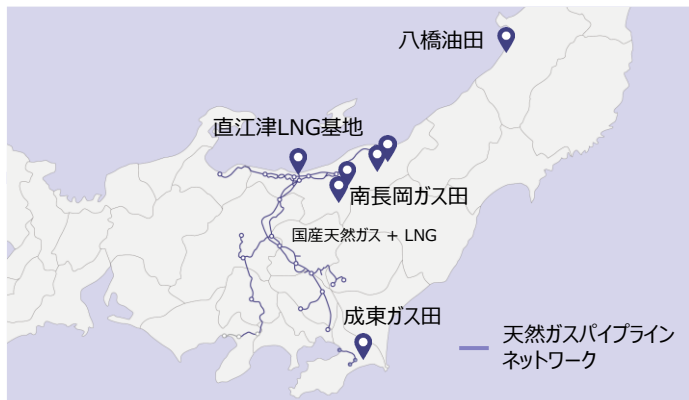 八橋油田
直江津LNG基地
南長岡ガス田
国産天然ガス + LNG
成東ガス田
天然ガスパイプライン
ネットワーク